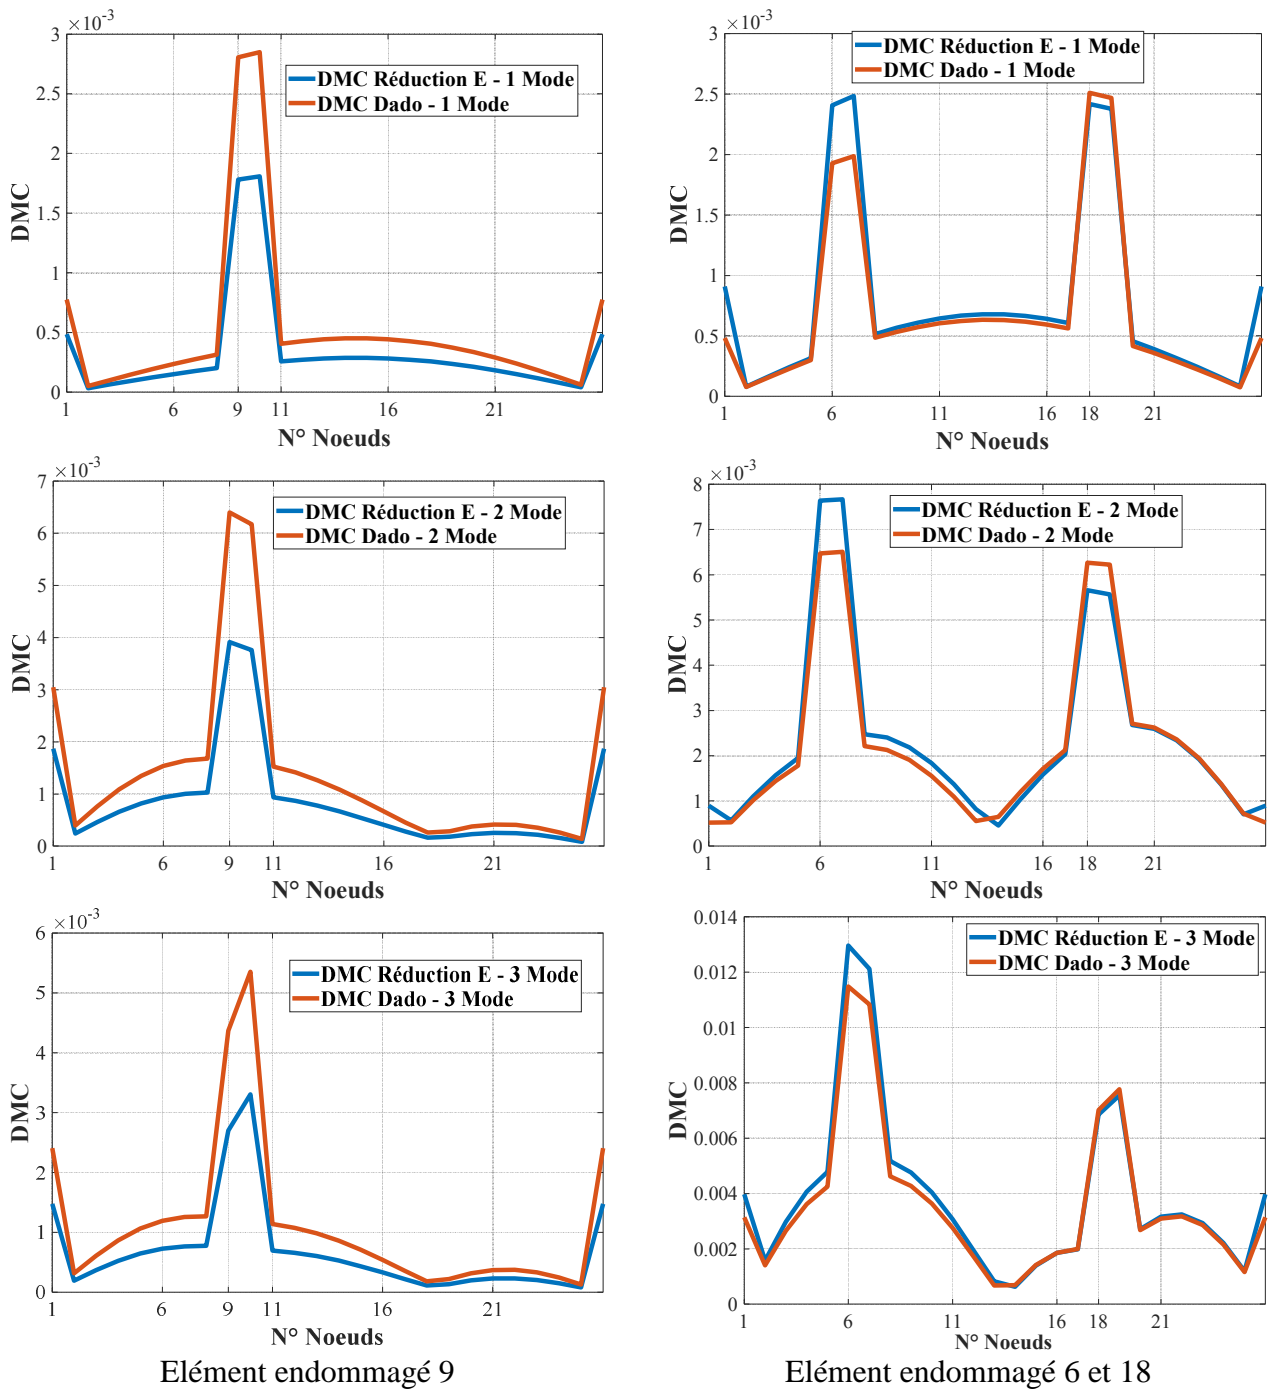 ×10-3
3
2.5
2
1.5
1
0.5
0
DMC
DMC Réduction E - 1 Mode
DMC Dado - 1 Mode
1 6 9 11 16 21
N° Noeuds
×10-3
3
2.5
2
1.5
1
0.5
0
DMC
DMC Réduction E - 1 Mode
DMC Dado - 1 Mode
1 6 11 16 18 21
N° Noeuds
×10-3
7
6
5
4
3
2
1
0
DMC
DMC Réduction E - 2 Mode
DMC Dado - 2 Mode
1 6 9 11 16 21
N° Noeuds
×10-3
8
7
6
5
4
3
2
1
0
DMC
DMC Réduction E - 2 Mode
DMC Dado - 2 Mode
1 6 11 16 18 21
N° Noeuds
×10-3
6
5
4
3
2
1
0
DMC
DMC Réduction E - 3 Mode
DMC Dado - 3 Mode
1 6 9 11 16 21
N° Noeuds
0.014
0.012
0.01
0.008
0.006
0.004
0.002
0
DMC
DMC Réduction E - 3 Mode
DMC Dado - 3 Mode
1 6 11 16 18 21
N° Noeuds
Elément endommagé 9
Elément endommagé 6 et 18